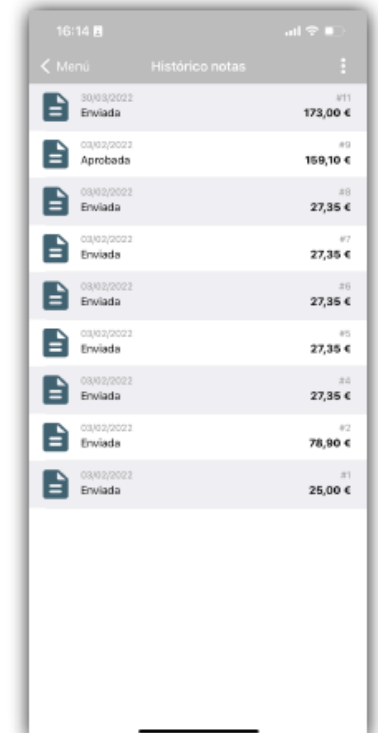 16:14
Menú
Histórico notas
30/03/2022
#11
Enviada
173,00 €
03/02/2022
#9
Aprobada
159,10 €
03/02/2022
#8
Enviada
27,35 €
03/02/2022
#7
Enviada
27,35 €
03/02/2022
#6
Enviada
27,35 €
03/02/2022
#5
Enviada
27,35 €
03/02/2022
#4
Enviada
27,35 €
03/02/2022
#2
Enviada
78,90 €
03/02/2022
#1
Enviada
25,00 €